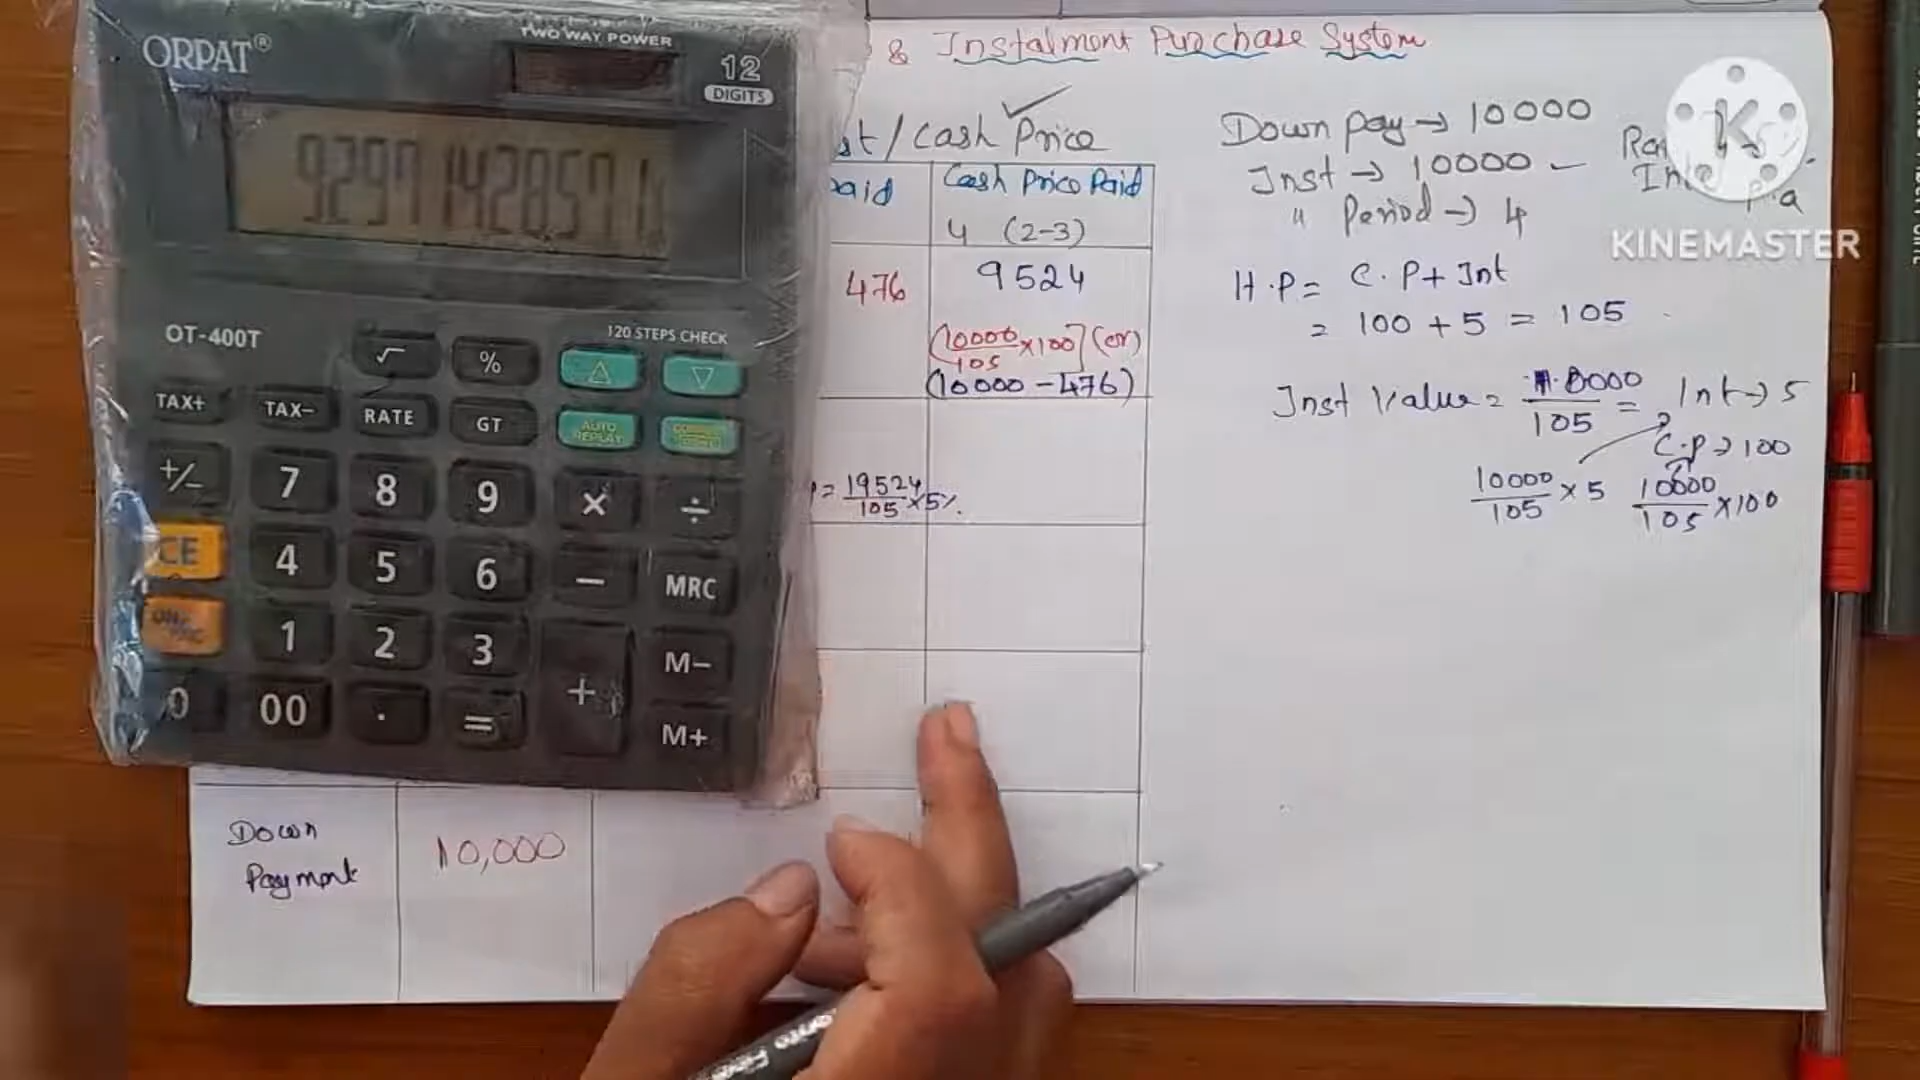 ORPAT®
TWO WAY POWER
12
DIGITS
OT-400T
120 STEPS CHECK
√ % △ ▽
TAX+ TAX- RATE GT AUTO REPLAY
+/- 7 8 9 × ÷
CE 4 5 6 − MRC
1 2 3 + M−
0 00 . = M+
& Instalment Purchase System
st/Cash Price ✓
Cash Price Paid
4 (2-3)
476 9524
(10000/105 ×100] (or)
(10000 - 476)
= 19524/105 ×5%.
Down Payment 10,000
Down pay → 10000
Inst → 10000 –
" Period → 4
p.a
H.P = C.P + Int
= 100 + 5 = 105
Inst Value = 10000/105 = Int → 5
C.P → 100
10000/105 ×5 10000/105 ×100
K
KINEMASTER